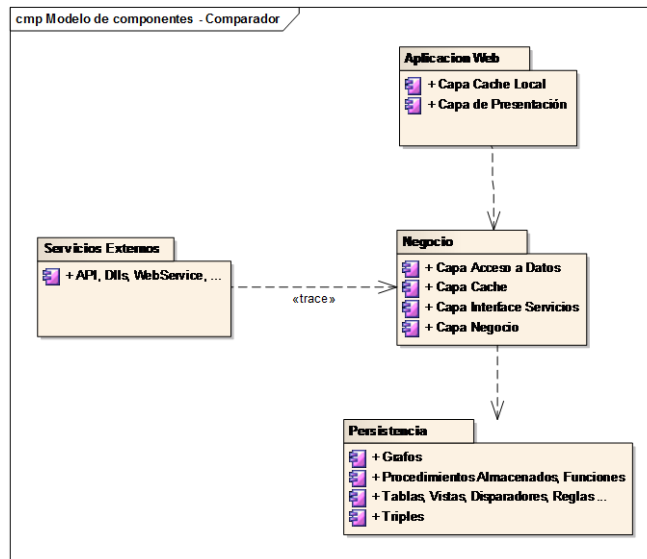 cmp Modelo de componentes - Comparador
Aplicacion Web
+ Capa Cache Local
+ Capa de Presentación
Servicios Externos
+ API, Dlls, WebService, ...
«trace»
Negocio
+ Capa Acceso a Datos
+ Capa Cache
+ Capa Interface Servicios
+ Capa Negocio
Persistencia
+ Grafos
+ Procedimientos Almacenados, Funciones
+ Tablas, Vistas, Disparadores, Reglas ...
+ Triples